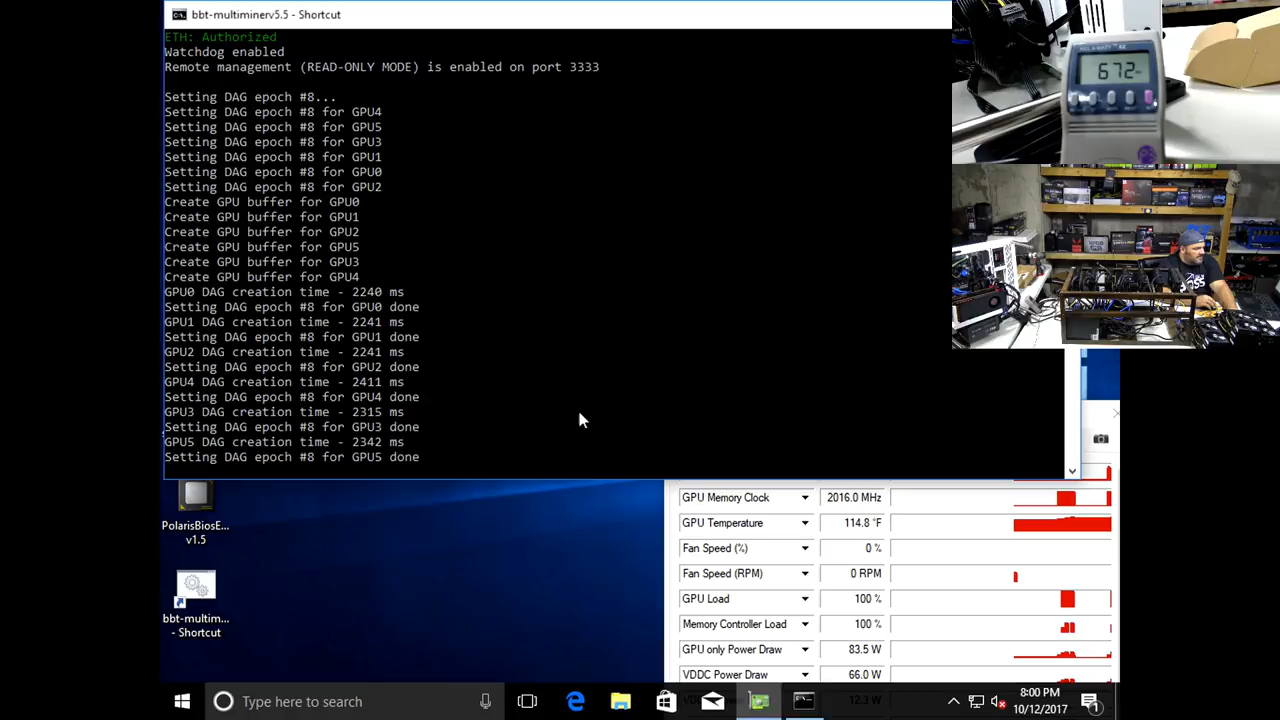 bbt-multiminerv5.5 - Shortcut
ETH: Authorized
Watchdog enabled
Remote management (READ-ONLY MODE) is enabled on port 3333
Setting DAG epoch #8...
Setting DAG epoch #8 for GPU4
Setting DAG epoch #8 for GPU5
Setting DAG epoch #8 for GPU3
Setting DAG epoch #8 for GPU1
Setting DAG epoch #8 for GPU0
Setting DAG epoch #8 for GPU2
Create GPU buffer for GPU0
Create GPU buffer for GPU1
Create GPU buffer for GPU2
Create GPU buffer for GPU5
Create GPU buffer for GPU3
Create GPU buffer for GPU4
GPU0 DAG creation time - 2240 ms
Setting DAG epoch #8 for GPU0 done
GPU1 DAG creation time - 2241 ms
Setting DAG epoch #8 for GPU1 done
GPU2 DAG creation time - 2241 ms
Setting DAG epoch #8 for GPU2 done
GPU4 DAG creation time - 2411 ms
Setting DAG epoch #8 for GPU4 done
GPU3 DAG creation time - 2315 ms
Setting DAG epoch #8 for GPU3 done
GPU5 DAG creation time - 2342 ms
Setting DAG epoch #8 for GPU5 done
672
PolarisBiosE...
v1.5
bbt-multim...
- Shortcut
GPU Memory Clock 2016.0 MHz
GPU Temperature 114.8 °F
Fan Speed (%) 0 %
Fan Speed (RPM) 0 RPM
GPU Load 100 %
Memory Controller Load 100 %
GPU only Power Draw 83.5 W
VDDC Power Draw 66.0 W
12.3 W
Type here to search
8:00 PM
10/12/2017
1